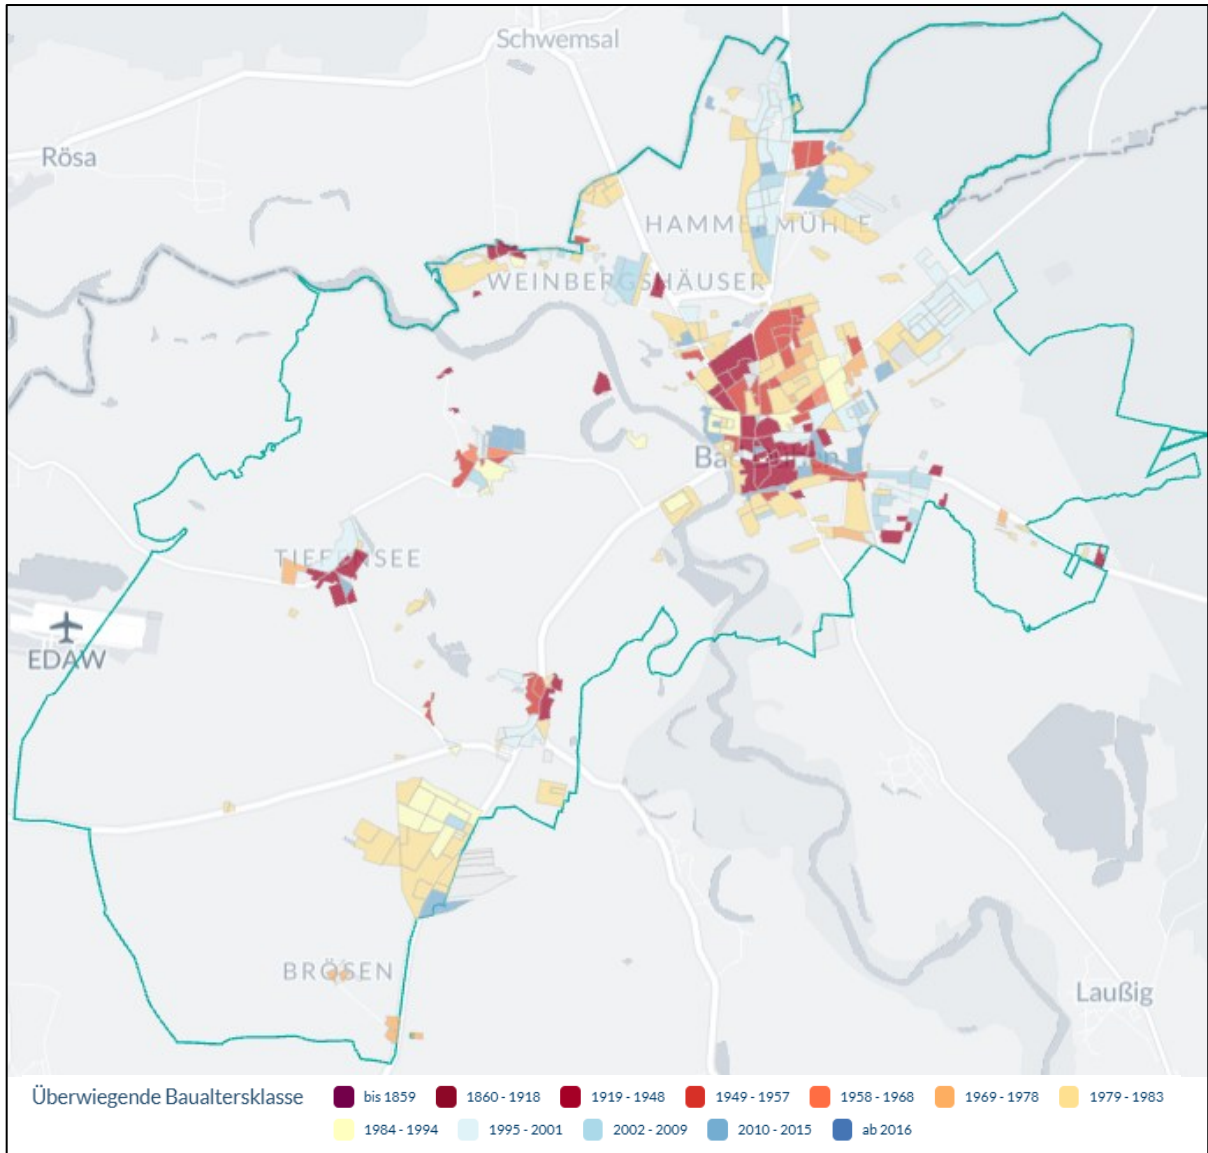 Schwemsal
Rösa
HAMMERMÜHLE
WEINBERGSHÄUSER
TIEFENSEE
EDAW
BRÖSEN
Laußig
Überwiegende Baualtersklasse
bis 1859
1860 - 1918
1919 - 1948
1949 - 1957
1958 - 1968
1969 - 1978
1979 - 1983
1984 - 1994
1995 - 2001
2002 - 2009
2010 - 2015
ab 2016